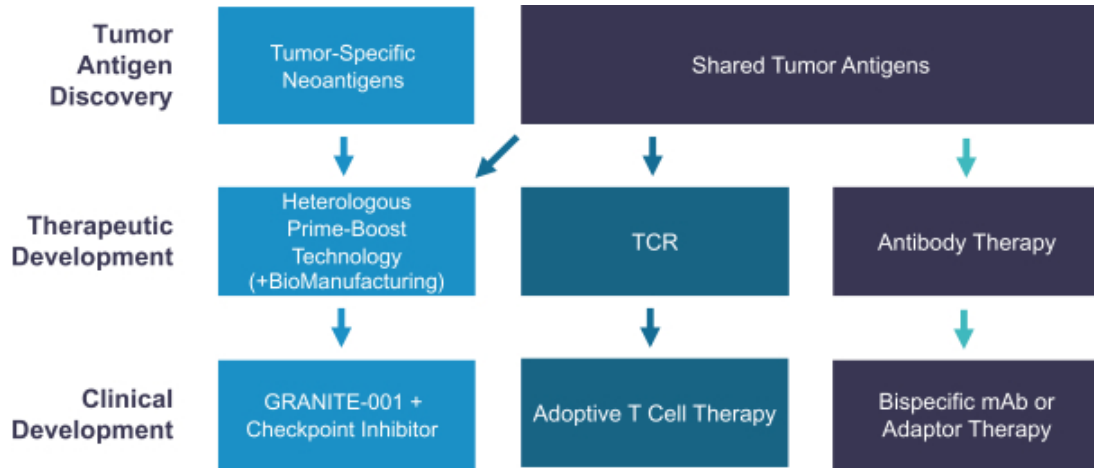 Tumor
Antigen
Discovery
Tumor-Specific
Neoantigens
Shared Tumor Antigens
Therapeutic
Development
Heterologous
Prime-Boost
Technology
(+BioManufacturing)
TCR
Antibody Therapy
Clinical
Development
GRANITE-001 +
Checkpoint Inhibitor
Adoptive T Cell Therapy
Bispecific mAb or
Adaptor Therapy